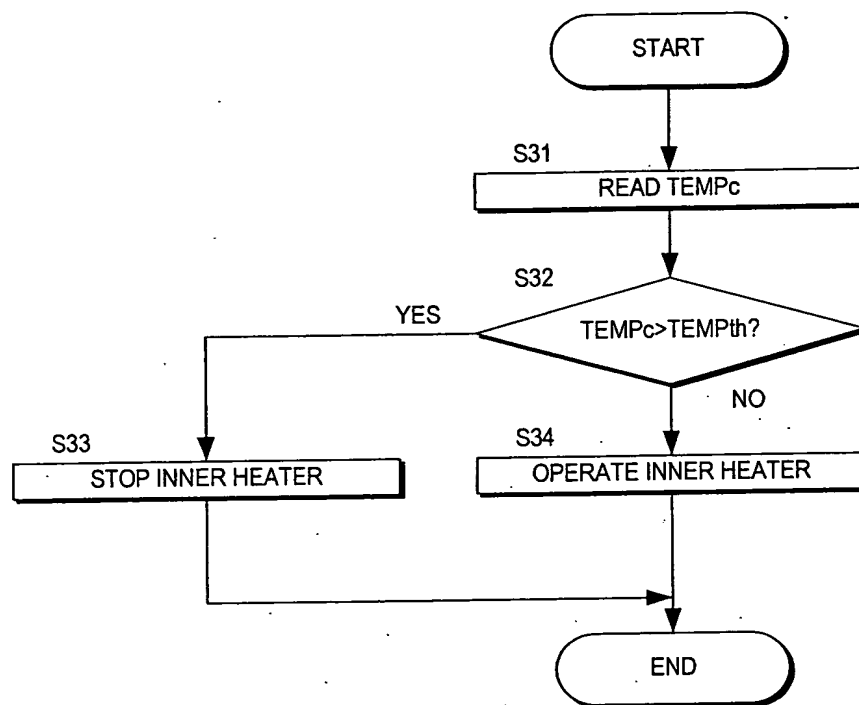 START
S31
READ TEMPc
S32
YES
TEMPc>TEMPth?
NO
S33
STOP INNER HEATER
S34
OPERATE INNER HEATER
END